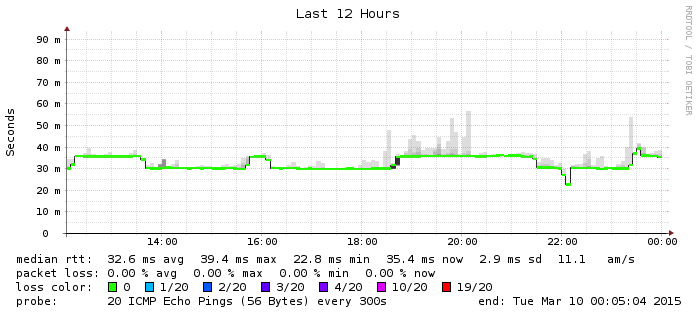 Last 12 Hours
RRDTOOL / TOBI OETIKER
Seconds
90 m
80 m
70 m
60 m
50 m
40 m
30 m
20 m
10 m
0
14:00 16:00 18:00 20:00 22:00 00:00
median rtt: 32.6 ms avg 39.4 ms max 22.8 ms min 35.4 ms now 2.9 ms sd 11.1 am/s
packet loss: 0.00 % avg 0.00 % max 0.00 % min 0.00 % now
loss color: 0 1/20 2/20 3/20 4/20 10/20 19/20
probe: 20 ICMP Echo Pings (56 Bytes) every 300s end: Tue Mar 10 00:05:04 2015